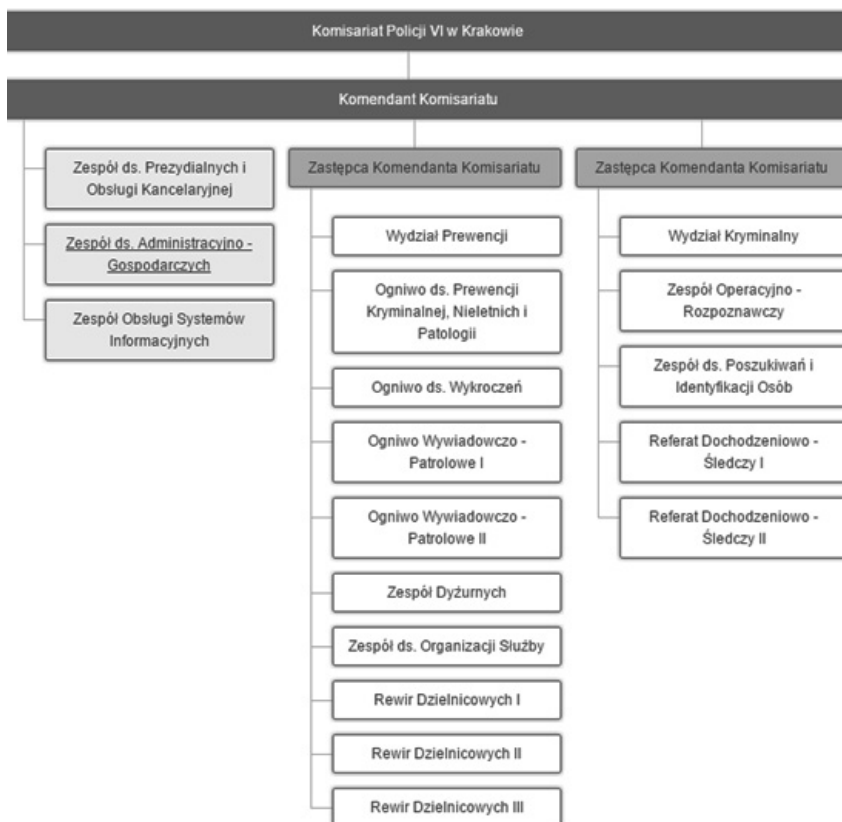 Komisariat Policji VI w Krakowie
Komendant Komisariatu
Zespół ds. Prezydialnych i
Obsługi Kancelaryjnej
Zespół ds. Administracyjno -
Gospodarczych
Zespół Obsługi Systemów
Informacyjnych
Zastępca Komendanta Komisariatu
Wydział Prewencji
Ogniwo ds. Prewencji
Kryminalnej, Nieletnich i
Patologii
Ogniwo ds. Wykroczeń
Ogniwo Wywiadowczo -
Patrolowe I
Ogniwo Wywiadowczo -
Patrolowe II
Zespół Dyżurnych
Zespół ds. Organizacji Służby
Rewir Dzielnicowych I
Rewir Dzielnicowych II
Rewir Dzielnicowych III
Zastępca Komendanta Komisariatu
Wydział Kryminalny
Zespół Operacyjno -
Rozpoznawczy
Zespół ds. Poszukiwań i
Identyfikacji Osób
Referat Dochodzeniowo -
Śledczy I
Referat Dochodzeniowo -
Śledczy II